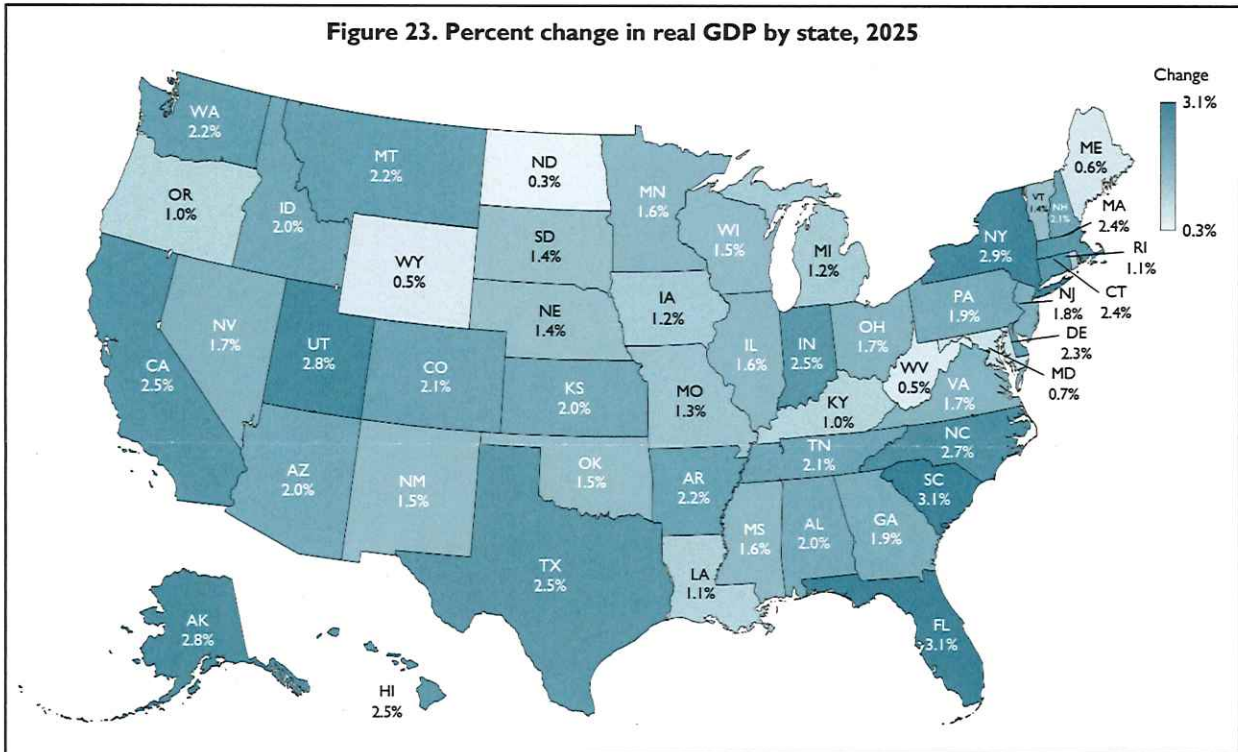 Figure 23. Percent change in real GDP by state, 2025
Change
3.1%
0.3%
WA
2.2%
OR
1.0%
CA
2.5%
ID
2.0%
NV
1.7%
MT
2.2%
WY
0.5%
UT
2.8%
AZ
2.0%
CO
2.1%
NM
1.5%
ND
0.3%
SD
1.4%
NE
1.4%
KS
2.0%
OK
1.5%
TX
2.5%
MN
1.6%
IA
1.2%
MO
1.3%
AR
2.2%
LA
1.1%
WI
1.5%
IL
1.6%
MI
1.2%
IN
2.5%
OH
1.7%
KY
1.0%
TN
2.1%
MS
1.6%
AL
2.0%
GA
1.9%
FL
3.1%
SC
3.1%
NC
2.7%
VA
1.7%
WV
0.5%
PA
1.9%
NY
2.9%
VT
1.4%
NH
2.1%
ME
0.6%
MA
2.4%
RI
1.1%
CT
2.4%
NJ
1.8%
DE
2.3%
MD
0.7%
AK
2.8%
HI
2.5%